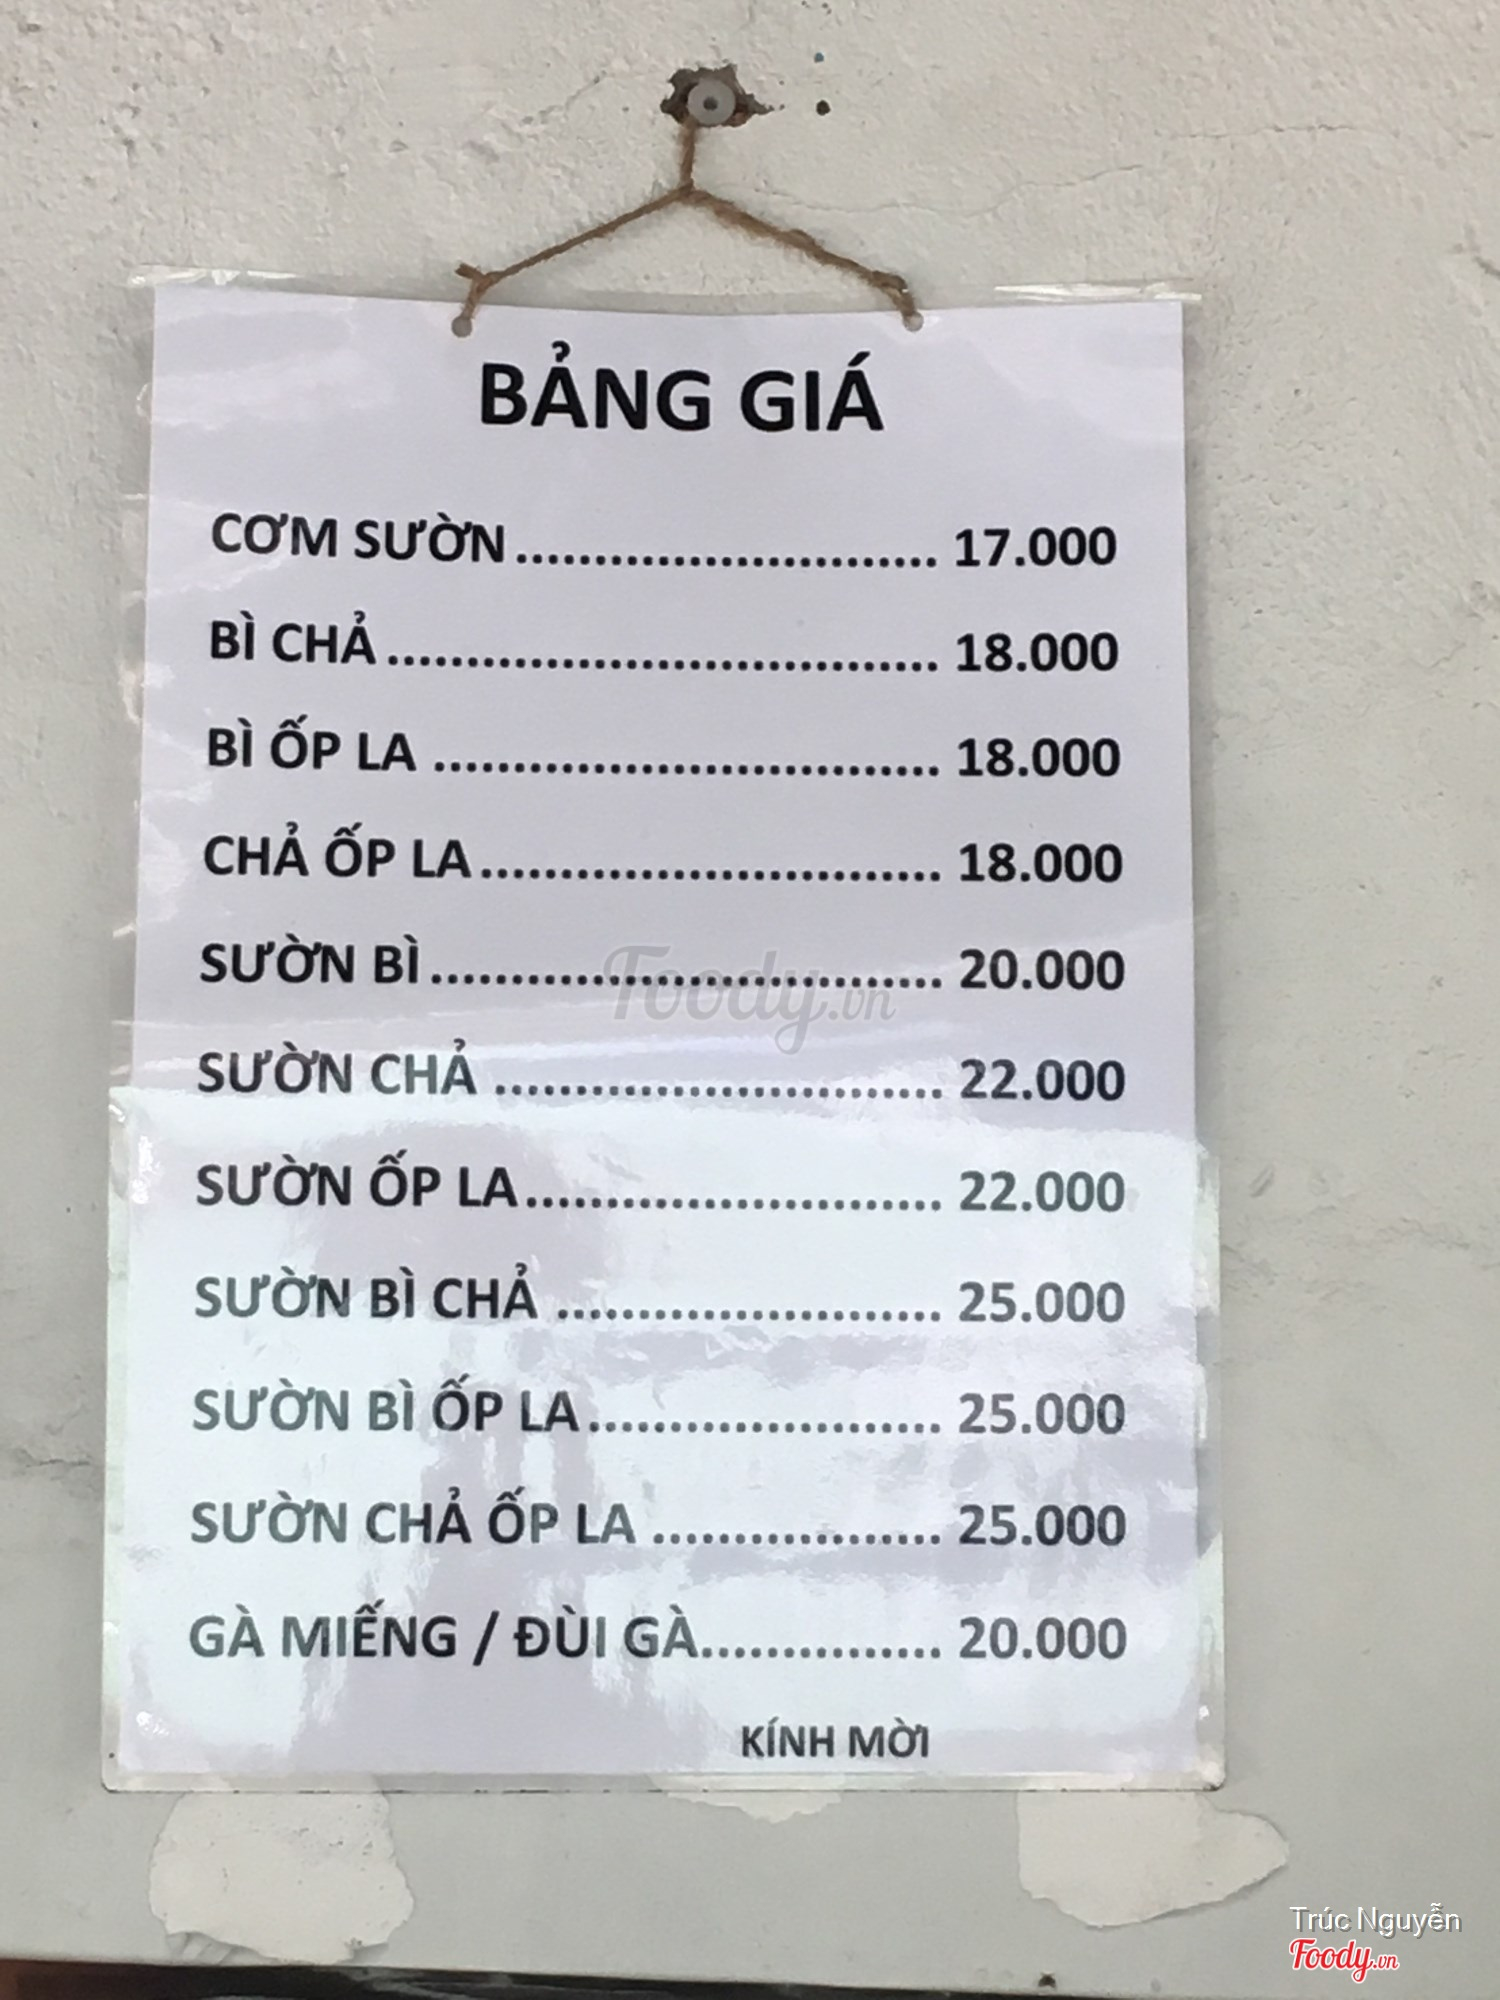 BẢNG GIÁ
CƠM SƯỜN........................... 17.000
BÌ CHẢ................................... 18.000
BÌ ỐP LA ................................ 18.000
CHẢ ỐP LA............................. 18.000
SƯỜN BÌ................................ 20.000
Foody.vn
SƯỜN CHẢ ............................ 22.000
SƯỜN ỐP LA.......................... 22.000
SƯỜN BÌ CHẢ ........................ 25.000
SƯỜN BÌ ỐP LA...................... 25.000
SƯỜN CHẢ ỐP LA .................. 25.000
GÀ MIẾNG / ĐÙI GÀ............... 20.000
KÍNH MỜI
Trúc Nguyễn
Foody.vn